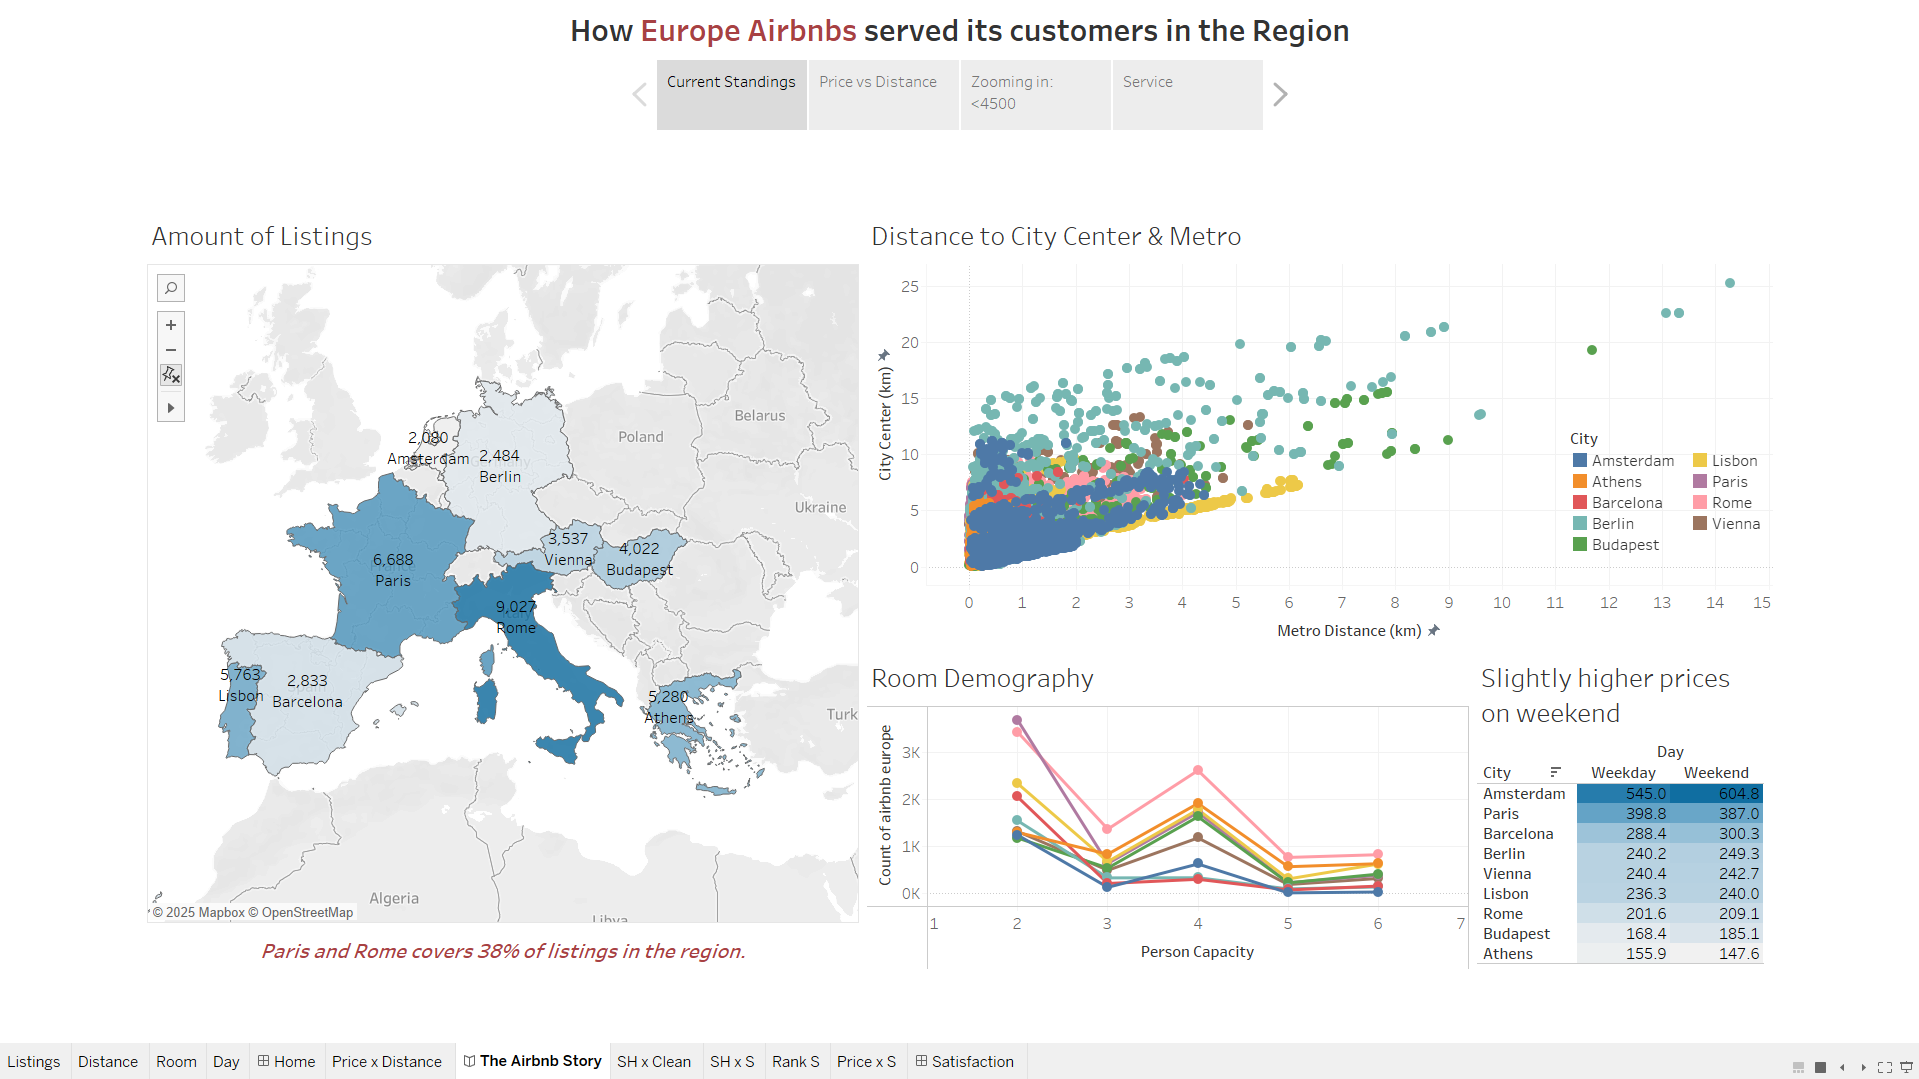 How Europe Airbnbs served its customers in the Region
Current Standings
Price vs Distance
Zooming in:
<4500
Service
Amount of Listings
+
−
Belarus
Poland
Ukraine
2,080
Amsterdam
2,484
Berlin
3,537
Vienna
4,022
Budapest
6,688
Paris
9,027
Rome
5,763
Lisbon
2,833
Barcelona
5,280
Athens
Turk
Algeria
Libya
© 2025 Mapbox © OpenStreetMap
Paris and Rome covers 38% of listings in the region.
Distance to City Center & Metro
City Center (km)
25
20
15
10
5
0
0 1 2 3 4 5 6 7 8 9 10 11 12 13 14 15
Metro Distance (km)
City
Amsterdam
Athens
Barcelona
Berlin
Budapest
Lisbon
Paris
Rome
Vienna
Room Demography
Count of airbnb europe
3K
2K
1K
0K
1 2 3 4 5 6 7
Person Capacity
Slightly higher prices
on weekend
Day
City Weekday Weekend
Amsterdam 545.0 604.8
Paris 398.8 387.0
Barcelona 288.4 300.3
Berlin 240.2 249.3
Vienna 240.4 242.7
Lisbon 236.3 240.0
Rome 201.6 209.1
Budapest 168.4 185.1
Athens 155.9 147.6
Listings Distance Room Day Home Price x Distance The Airbnb Story SH x Clean SH x S Rank S Price x S Satisfaction